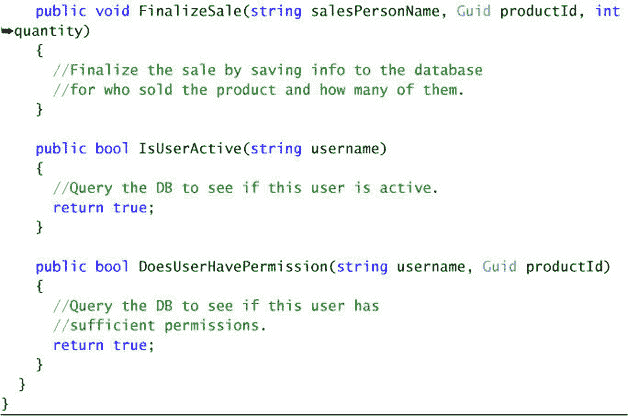 public void FinalizeSale(string salesPersonName, Guid productId, int
➥quantity)
{
//Finalize the sale by saving info to the database
//for who sold the product and how many of them.
}
public bool IsUserActive(string username)
{
//Query the DB to see if this user is active.
return true;
}
public bool DoesUserHavePermission(string username, Guid productId)
{
//Query the DB to see if this user has
//sufficient permissions.
return true;
}
}
}